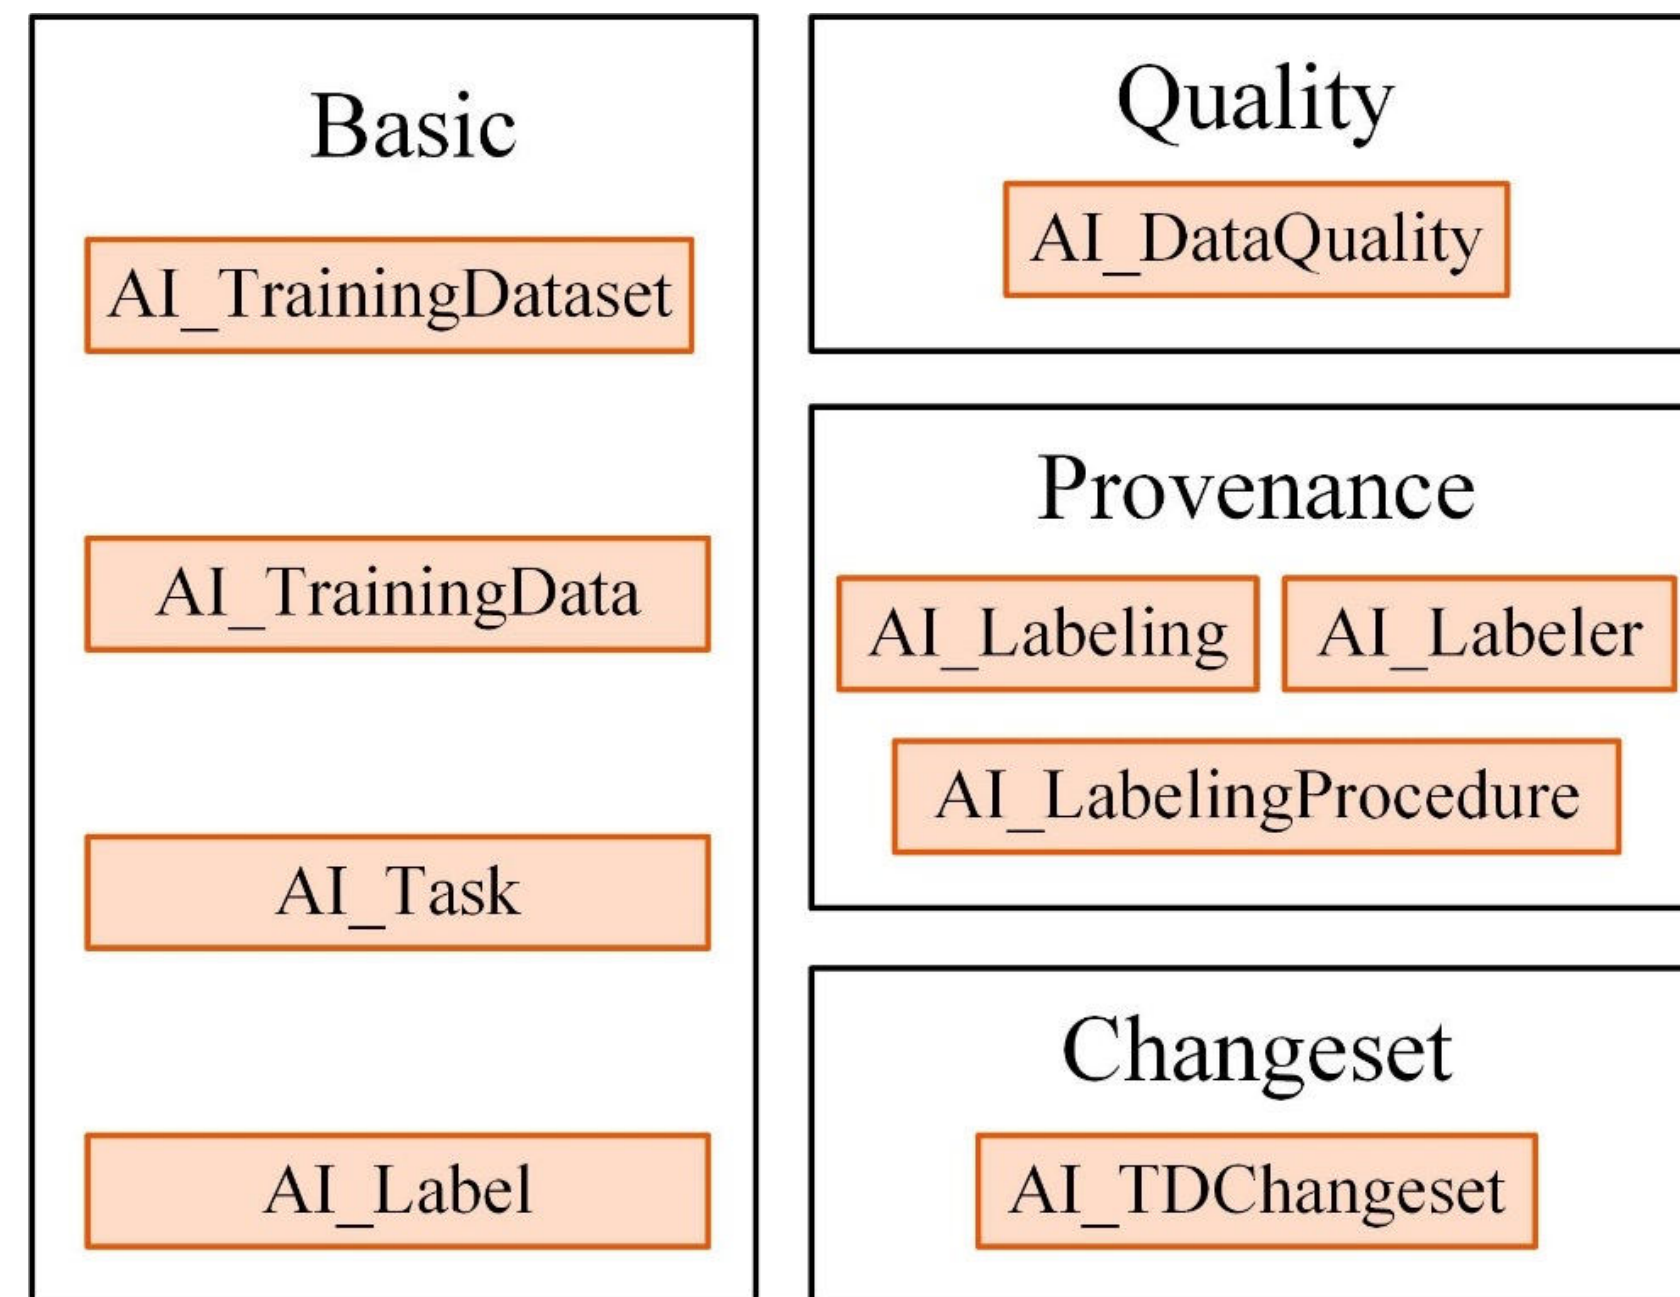 Basic
AI_TrainingDataset
AI_TrainingData
AI_Task
AI_Label
Quality
AI_DataQuality
Provenance
AI_Labeling
AI_Labeler
AI_LabelingProcedure
Changeset
AI_TDChangeset